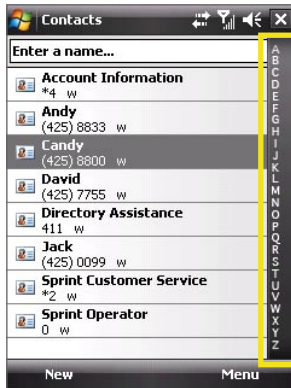 Contacts
Enter a name...
Account Information
*4 w
Andy
(425) 8833 w
Candy
(425) 8800 w
David
(425) 7755 w
Directory Assistance
411 w
Jack
(425) 0099 w
Sprint Customer Service
*2 w
Sprint Operator
0 w
A
B
C
D
E
F
G
H
I
J
K
L
M
N
O
P
Q
R
S
T
U
V
W
X
Y
Z
New Menu